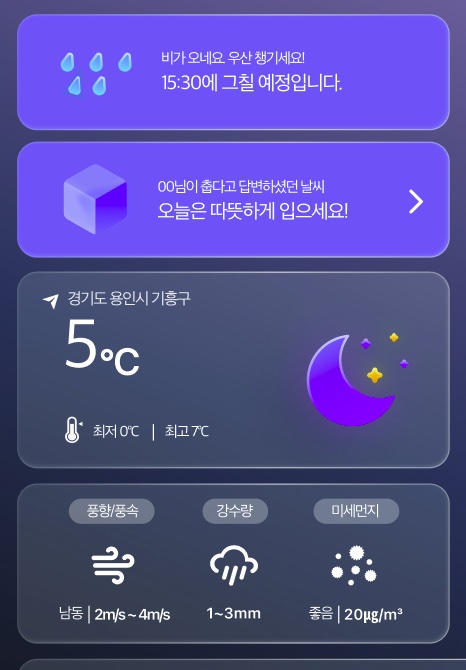 비가 오네요. 우산 챙기세요!
15:30에 그칠 예정입니다.
00님이 춥다고 답변하셨던 날씨
오늘은 따뜻하게 입으세요!
경기도 용인시 기흥구
5℃
최저 0℃ | 최고 7℃
풍향/풍속 강수량 미세먼지
남동 | 2m/s ~ 4m/s 1~3mm 좋음 | 20㎍/m³